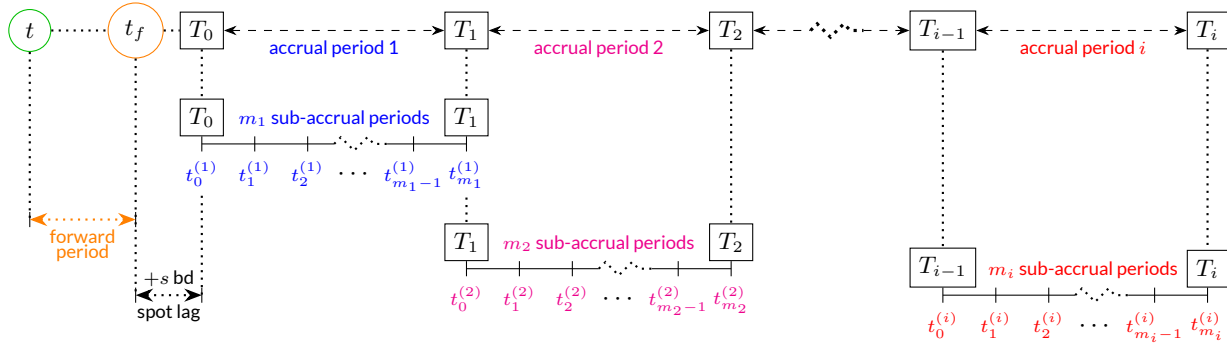 t t_f T_0 T_1 T_2 T_{i−1} T_i
accrual period 1 accrual period 2 accrual period i
T_0 m_1 sub-accrual periods T_1
t_0^{(1)} t_1^{(1)} t_2^{(1)} ⋯ t_{m_1−1}^{(1)} t_{m_1}^{(1)}
forward
period
T_1 m_2 sub-accrual periods T_2
t_0^{(2)} t_1^{(2)} t_2^{(2)} ⋯ t_{m_2−1}^{(2)} t_{m_2}^{(2)}
+s bd
spot lag
T_{i−1} m_i sub-accrual periods T_i
t_0^{(i)} t_1^{(i)} t_2^{(i)} ⋯ t_{m_i−1}^{(i)} t_{m_i}^{(i)}